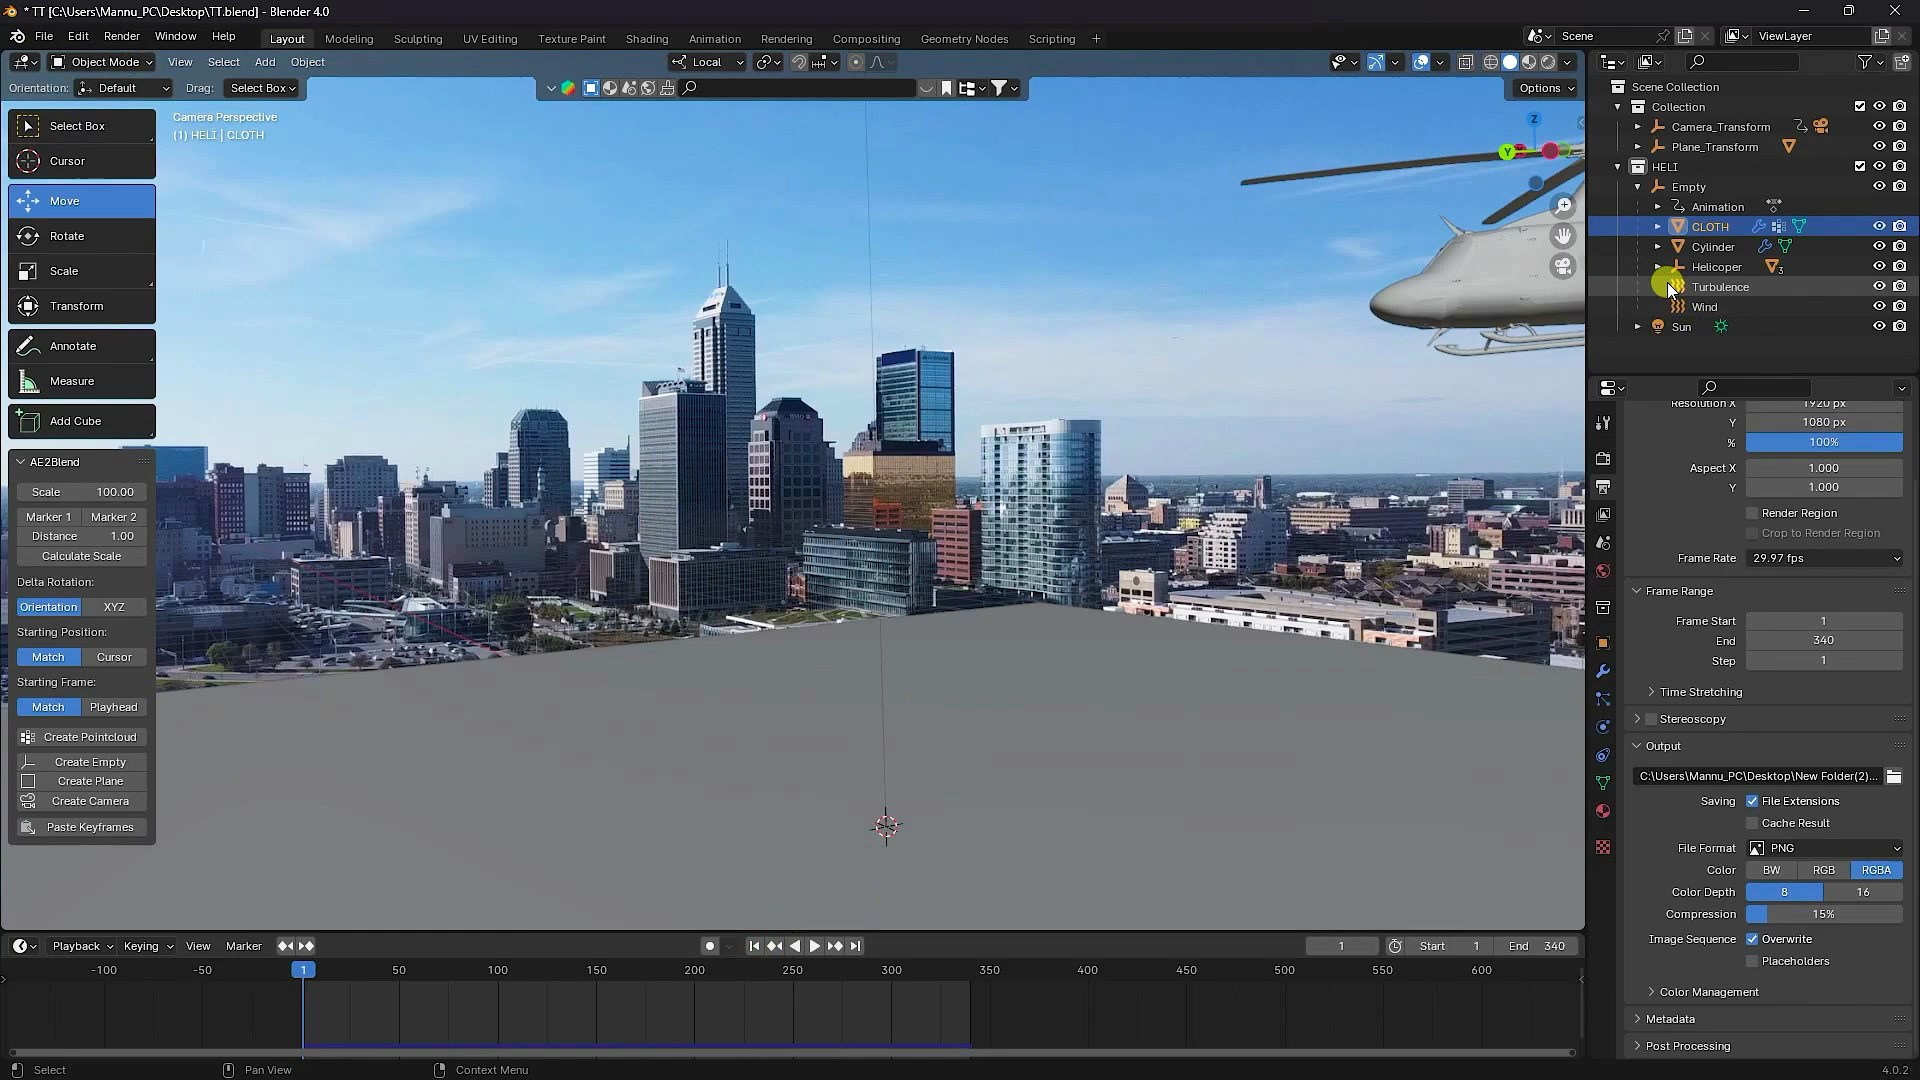 * TT [C:\Users\Mannu_PC\Desktop\TT.blend] - Blender 4.0
File Edit Render Window Help
Layout Modeling Sculpting UV Editing Texture Paint Shading Animation Rendering Compositing Geometry Nodes Scripting +
Scene
ViewLayer
Object Mode View Select Add Object
Local
Orientation: Default Drag: Select Box
Options
Camera Perspective
(1) HELI | CLOTH
Select Box
Cursor
Move
Rotate
Scale
Transform
Annotate
Measure
Add Cube
AE2Blend
Scale 100.00
Marker 1 Marker 2
Distance 1.00
Calculate Scale
Delta Rotation:
Orientation XYZ
Starting Position:
Match Cursor
Starting Frame:
Match Playhead
Create Pointcloud
Create Empty
Create Plane
Create Camera
Paste Keyframes
Z
Y
Scene Collection
Collection
Camera_Transform
Plane_Transform
HELI
Empty
Animation
CLOTH
Cylinder
Helicoper 3
Turbulence
Wind
Sun
Resolution X 1920 px
Y 1080 px
% 100%
Aspect X 1.000
Y 1.000
Render Region
Crop to Render Region
Frame Rate 29.97 fps
Frame Range
Frame Start 1
End 340
Step 1
Time Stretching
Stereoscopy
Output
C:\Users\Mannu_PC\Desktop\New Folder(2)...
Saving File Extensions
Cache Result
File Format PNG
Color BW RGB RGBA
Color Depth 8 16
Compression 15%
Image Sequence Overwrite
Placeholders
Color Management
Metadata
Post Processing
Playback Keying View Marker
1 Start 1 End 340
-100 -50 1 50 100 150 200 250 300 350 400 450 500 550 600
Select Pan View Context Menu
4.0.2